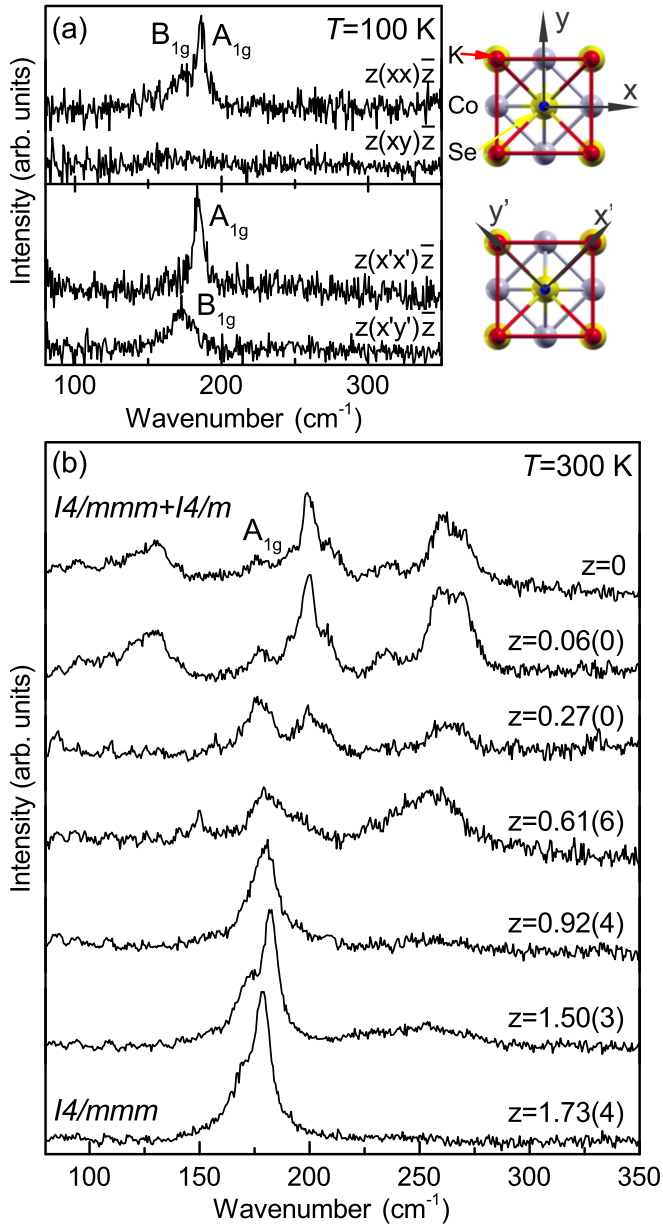 (a)
T=100 K
B1g A1g
z(xx)z̅
z(xy)z̅
A1g
z(x'x')z̅
B1g
z(x'y')z̅
100 150 200 250 300
Wavenumber (cm-1)
Intensity (arb. units)
y
K
Co
x
Se
y' x'
(b)
T=300 K
I4/mmm+I4/m
A1g
z=0
z=0.06(0)
z=0.27(0)
z=0.61(6)
z=0.92(4)
z=1.50(3)
I4/mmm
z=1.73(4)
100 150 200 250 300 350
Wavenumber (cm-1)
Intensity (arb. units)